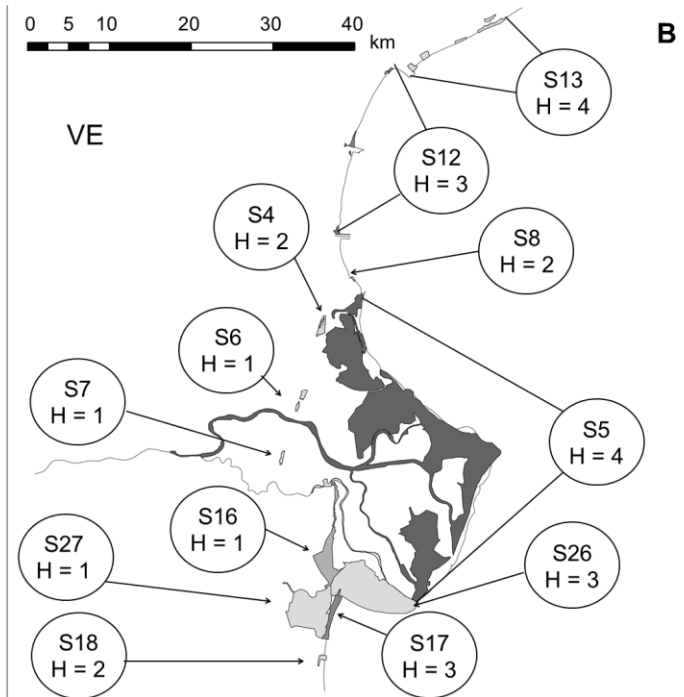 0 5 10 20 30 40
km
B
VE
S13
H = 4
S12
H = 3
S4
H = 2
S8
H = 2
S6
H = 1
S7
H = 1
S5
H = 4
S16
H = 1
S27
H = 1
S26
H = 3
S18
H = 2
S17
H = 3